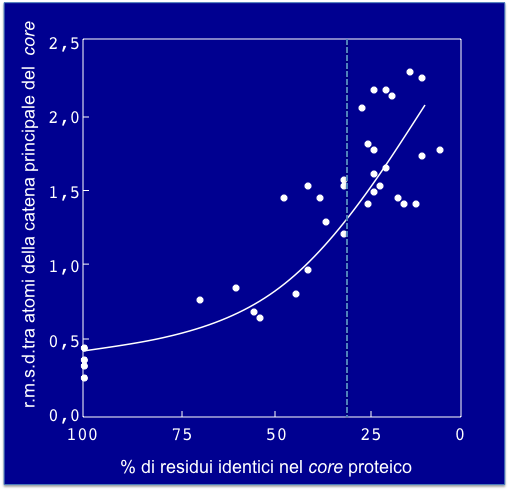 r.m.s.d.tra atomi della catena principale del core
2,5
2,0
1,5
1,0
0,5
0,0
100 75 50 25 0
% di residui identici nel core proteico